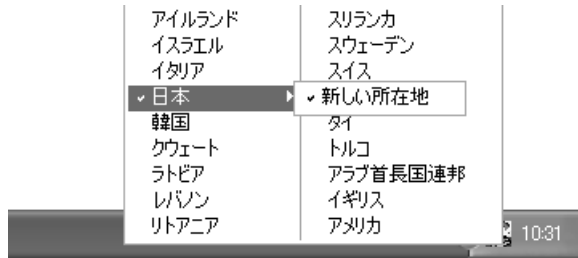 アイルランド
イスラエル
イタリア
日本
韓国
クウェート
ラトビア
レバノン
リトアニア
スリランカ
スウェーデン
スイス
新しい所在地
タイ
トルコ
アラブ首長国連邦
イギリス
アメリカ
10:31